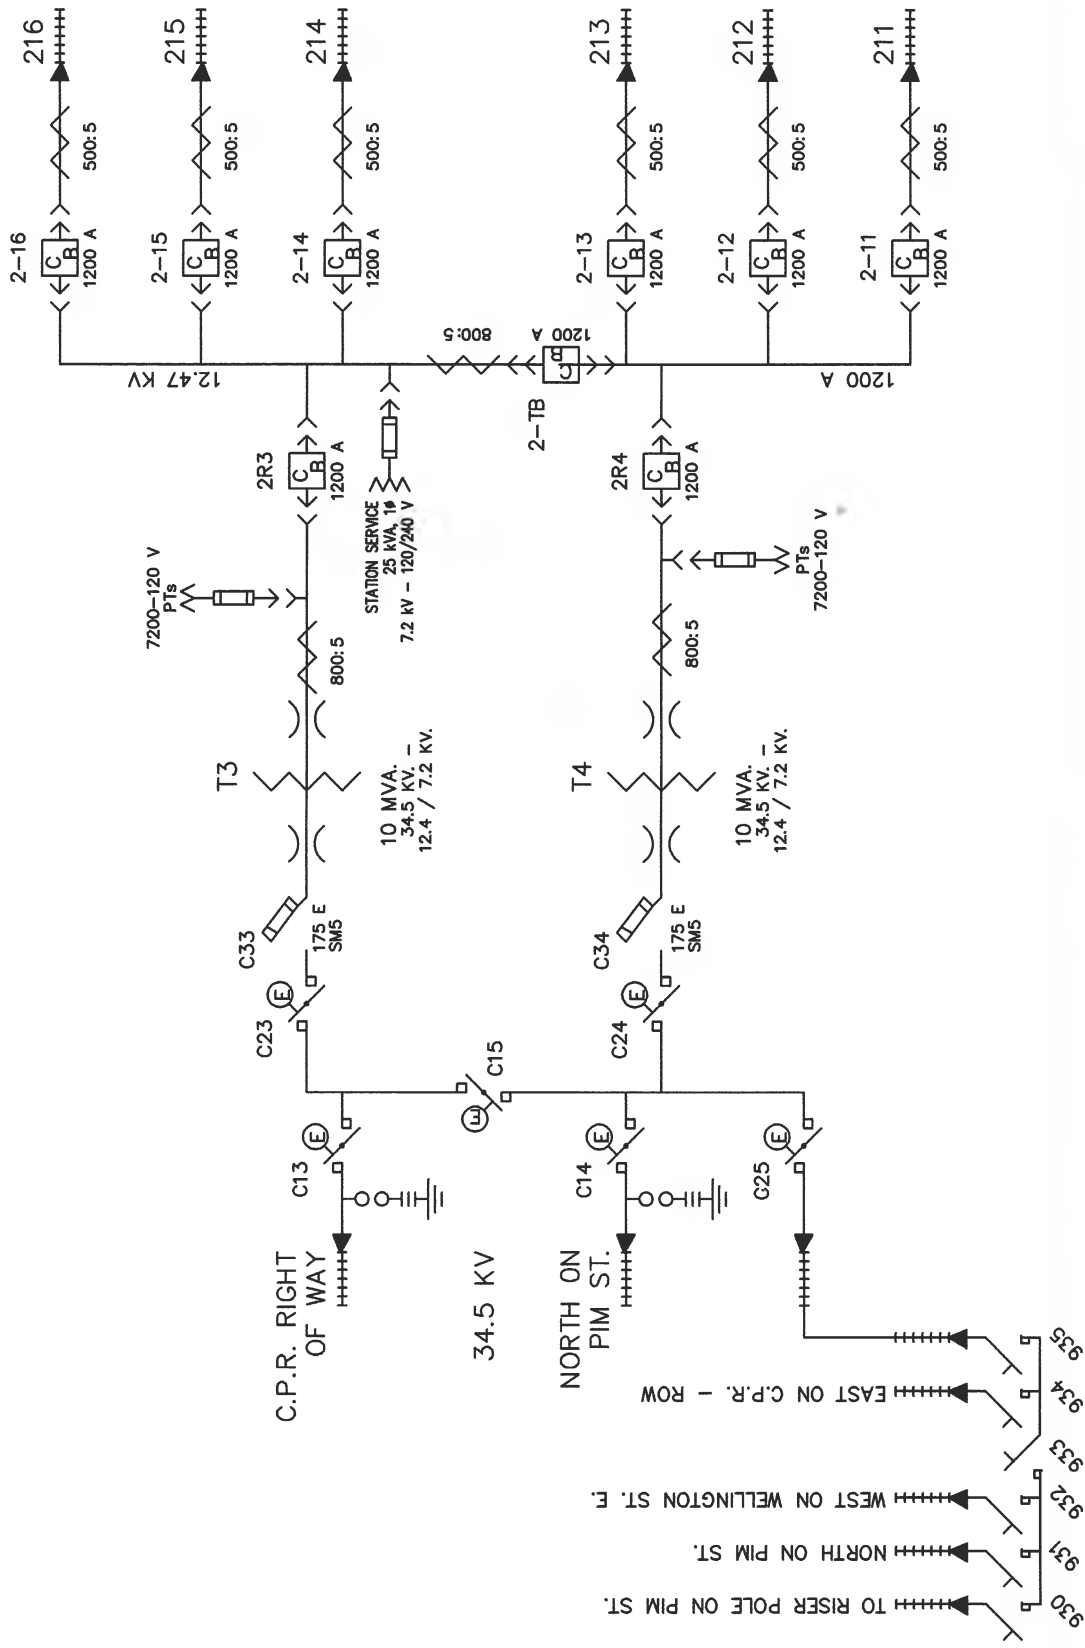 216
215
214
213
212
211
500:5
500:5
500:5
500:5
500:5
500:5
2-16
2-15
2-14
2-13
2-12
2-11
C B
C B
C B
C B
C B
C B
1200 A
1200 A
1200 A
1200 A
1200 A
1200 A
12.47 KV
800:5
1200 A
C B
2-TB
1200 A
2R3
C B
1200 A
2R4
C B
1200 A
STATION SERVICE
25 KVA, 1ø
7.2 kV - 120/240 V
7200-120 V
PTs
PTs
7200-120 V
800:5
800:5
T3
10 MVA.
34.5 KV. -
12.4 / 7.2 KV.
T4
10 MVA.
34.5 KV. -
12.4 / 7.2 KV.
C33
175 E
SM5
C34
175 E
SM5
E
C23
E
C24
C15
E
E
C13
E
C14
E
C25
C.P.R. RIGHT
OF WAY
34.5 KV
NORTH ON
PIM ST.
EAST ON C.P.R. - ROW
WEST ON WELLINGTON ST. E.
NORTH ON PIM ST.
TO RISER POLE ON PIM ST.
935
934
933
932
931
930